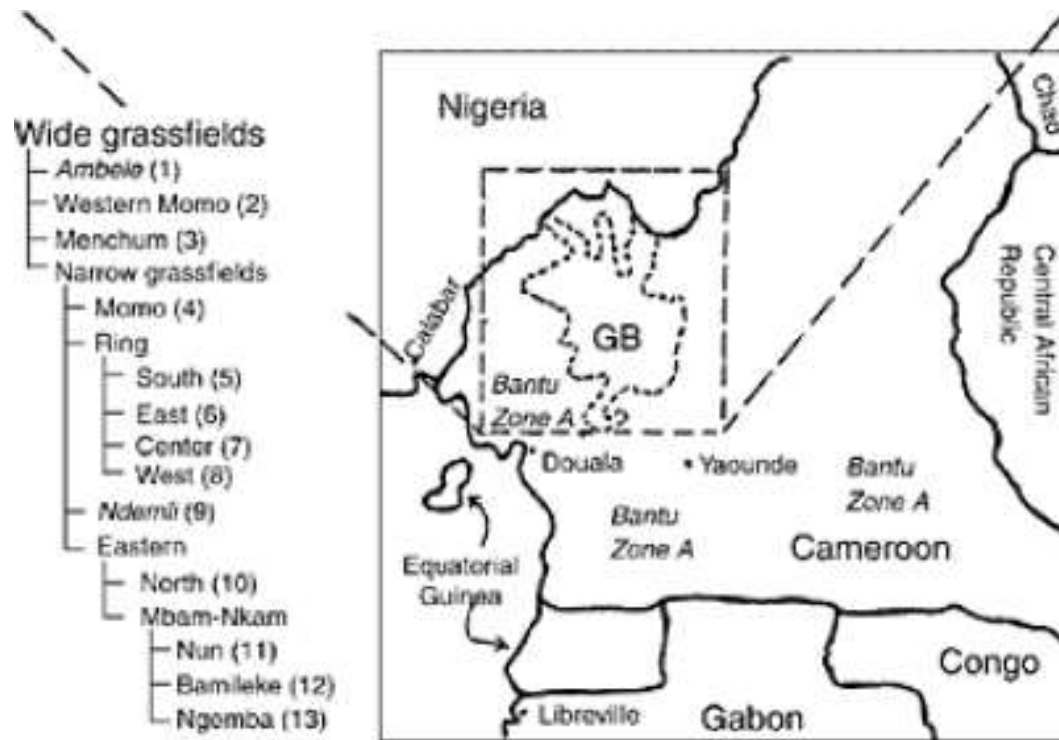 Wide grassfields
Ambele (1)
Western Momo (2)
Menchum (3)
Narrow grassfields
Momo (4)
Ring
South (5)
East (6)
Center (7)
West (8)
Ndemli (9)
Eastern
North (10)
Mbam-Nkam
Nun (11)
Bamileke (12)
Ngemba (13)
Nigeria
Chad
Central African
Republic
Calabar
GB
Bantu
Zone A
?
Douala
Yaounde
Bantu
Zone A
Bantu
Zone A
Cameroon
Equatorial
Guinea
Congo
Libreville
Gabon